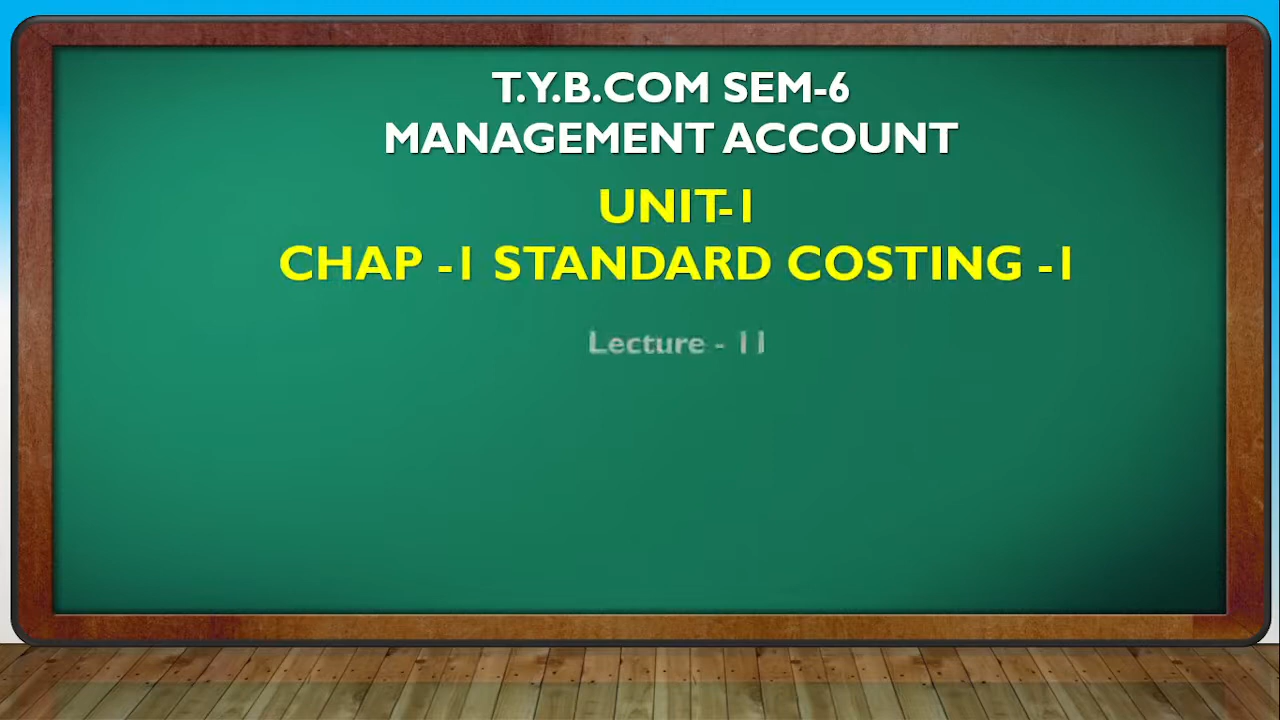 T.Y.B.COM SEM-6
MANAGEMENT ACCOUNT
UNIT-1
CHAP -1 STANDARD COSTING -1
Lecture - 11